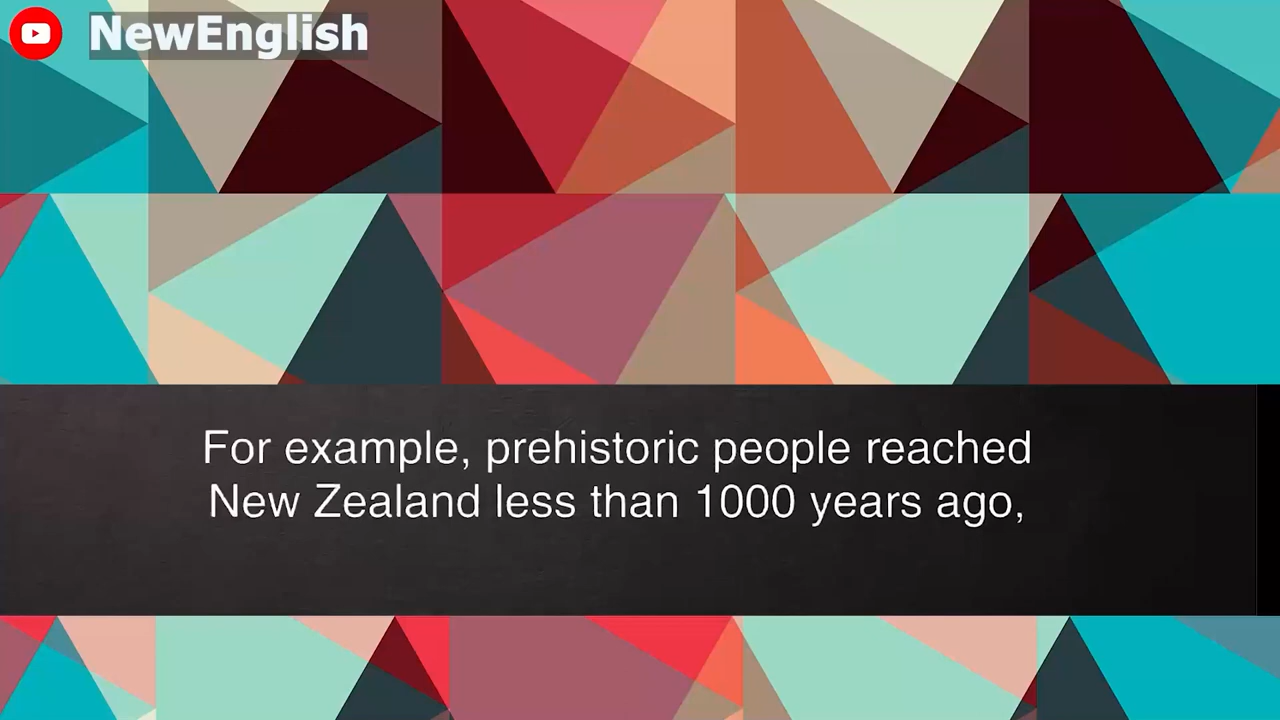 NewEnglish
For example, prehistoric people reached
New Zealand less than 1000 years ago,